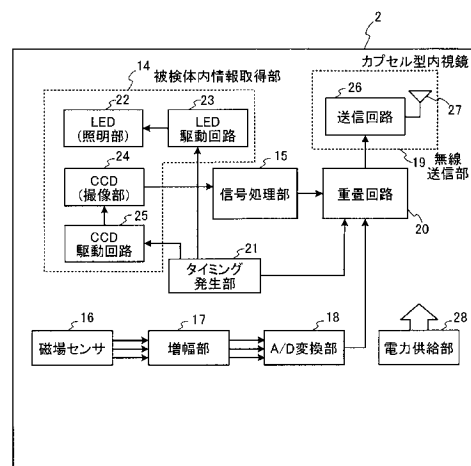 2
カプセル型内視鏡
14
被検体内情報取得部
22
23
26
27
LED
(照明部)
LED
駆動回路
送信回路
24
15
19
無線
送信部
CCD
(撮像部)
信号処理部
重畳回路
25
20
CCD
駆動回路
21
タイミング
発生部
16
17
18
28
磁場センサ
増幅部
A/D変換部
電力供給部